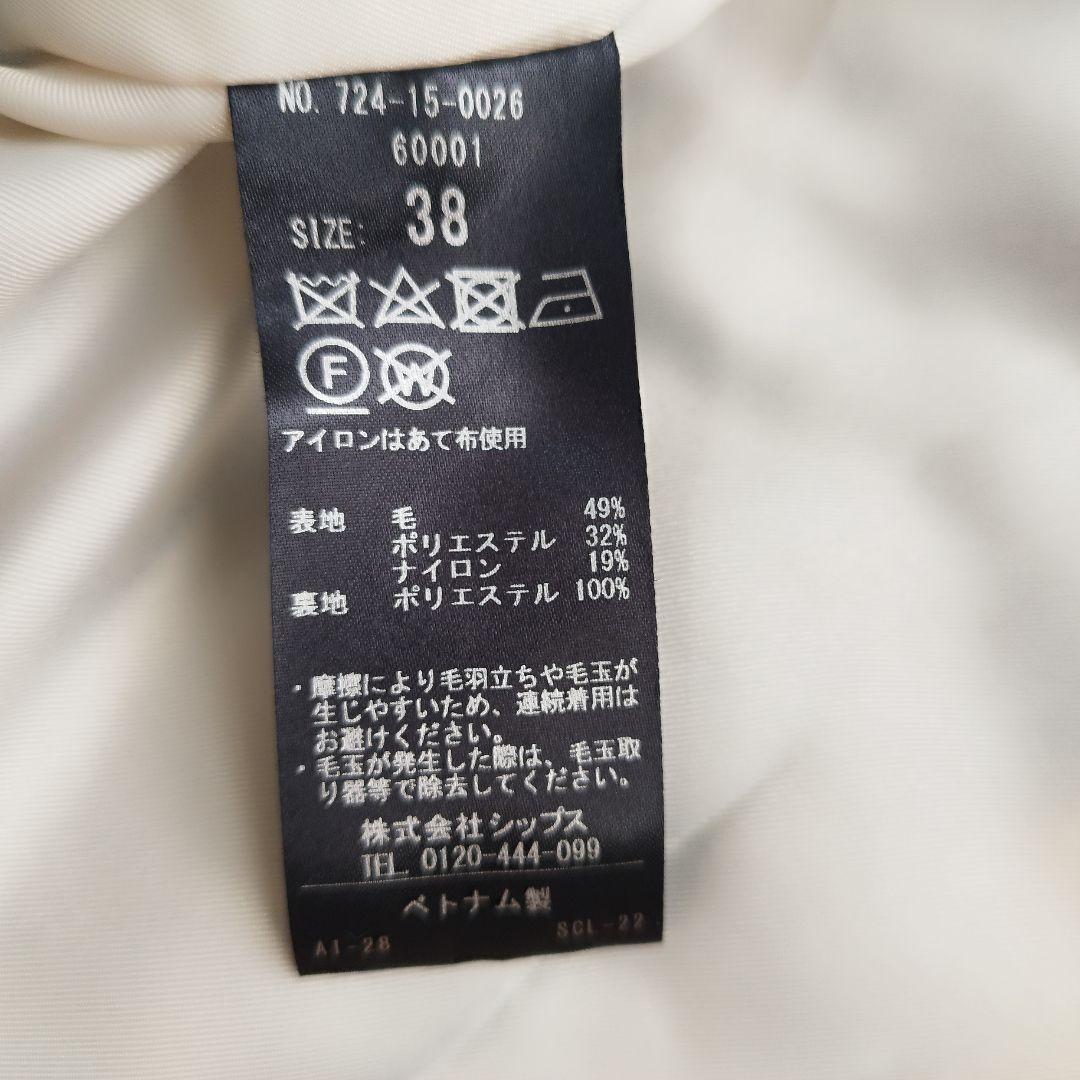 NO. 724-15-0026
60001
SIZE: 38
F W
アイロンはあて布使用
表地 毛 49%
ポリエステル 32%
ナイロン 19%
裏地 ポリエステル 100%
・摩擦により毛羽立ちや毛玉が
生じやすいため、連続着用は
お避けください。
・毛玉が発生した際は、毛玉取
り器等で除去してください。
株式会社シップス
TEL. 0120-444-099
ベトナム製
AI-28 SCL-22